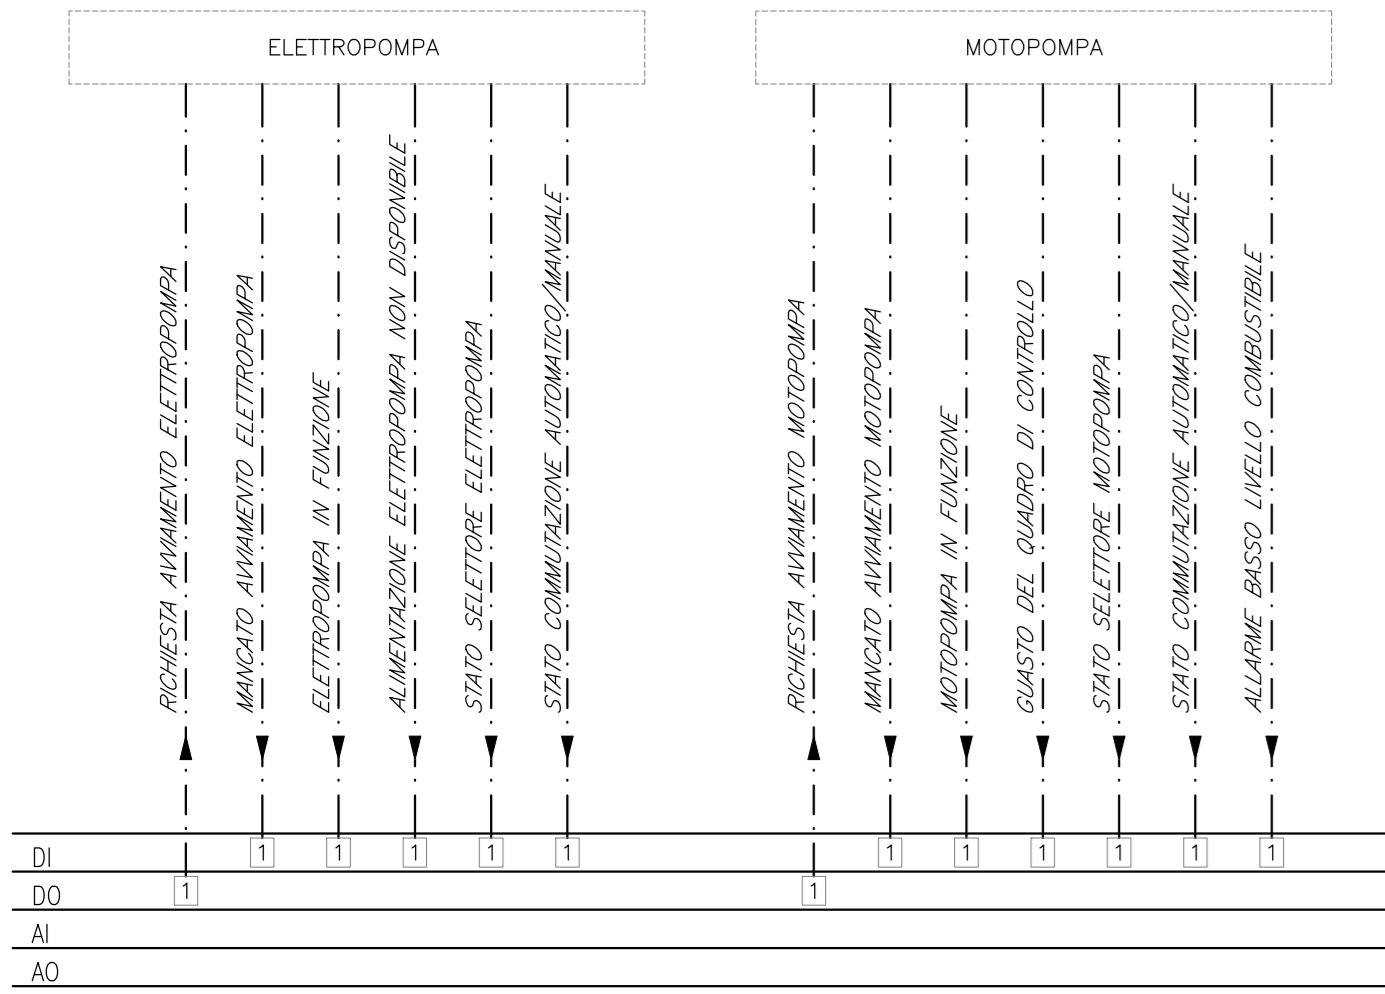 ELETTROPOMPA
MOTOPOMPA
RICHIESTA AVVIAMENTO ELETTROPOMPA
MANCATO AVVIAMENTO ELETTROPOMPA
ELETTROPOMPA IN FUNZIONE
ALIMENTAZIONE ELETTROPOMPA NON DISPONIBILE
STATO SELETTORE ELETTROPOMPA
STATO COMMUTAZIONE AUTOMATICO/MANUALE
RICHIESTA AVVIAMENTO MOTOPOMPA
MANCATO AVVIAMENTO MOTOPOMPA
MOTOPOMPA IN FUNZIONE
GUASTO DEL QUADRO DI CONTROLLO
STATO SELETTORE MOTOPOMPA
STATO COMMUTAZIONE AUTOMATICO/MANUALE
ALLARME BASSO LIVELLO COMBUSTIBILE
DI 1 1 1 1 1 1 1 1 1 1 1
DO 1 1
AI
AO